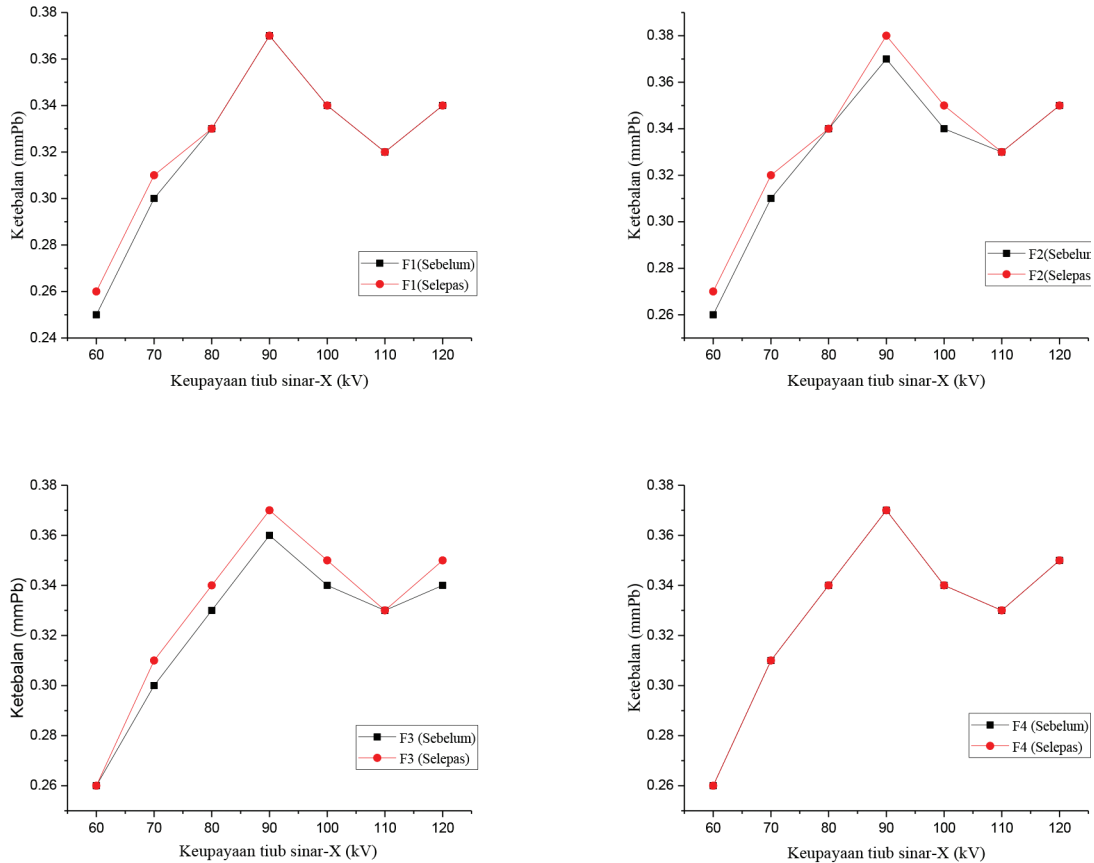 0.38
0.36
0.34
0.32
0.30
0.28
0.26
0.24
Ketebalan (mmPb)
F1(Sebelum)
F1(Selepas)
60 70 80 90 100 110 120
Keupayaan tiub sinar-X (kV)
0.38
0.36
0.34
0.32
0.30
0.28
0.26
Ketebalan (mmPb)
F2(Sebelum
F2(Selepas
60 70 80 90 100 110 120
Keupayaan tiub sinar-X (kV)
0.38
0.36
0.34
0.32
0.30
0.28
0.26
Ketebalan (mmPb)
F3 (Sebelum)
F3 (Selepas)
60 70 80 90 100 110 120
Keupayaan tiub sinar-X (kV)
0.38
0.36
0.34
0.32
0.30
0.28
0.26
Ketebalan (mmPb)
F4 (Sebelum)
F4 (Selepas)
60 70 80 90 100 110 120
Keupayaan tiub sinar-X (kV)